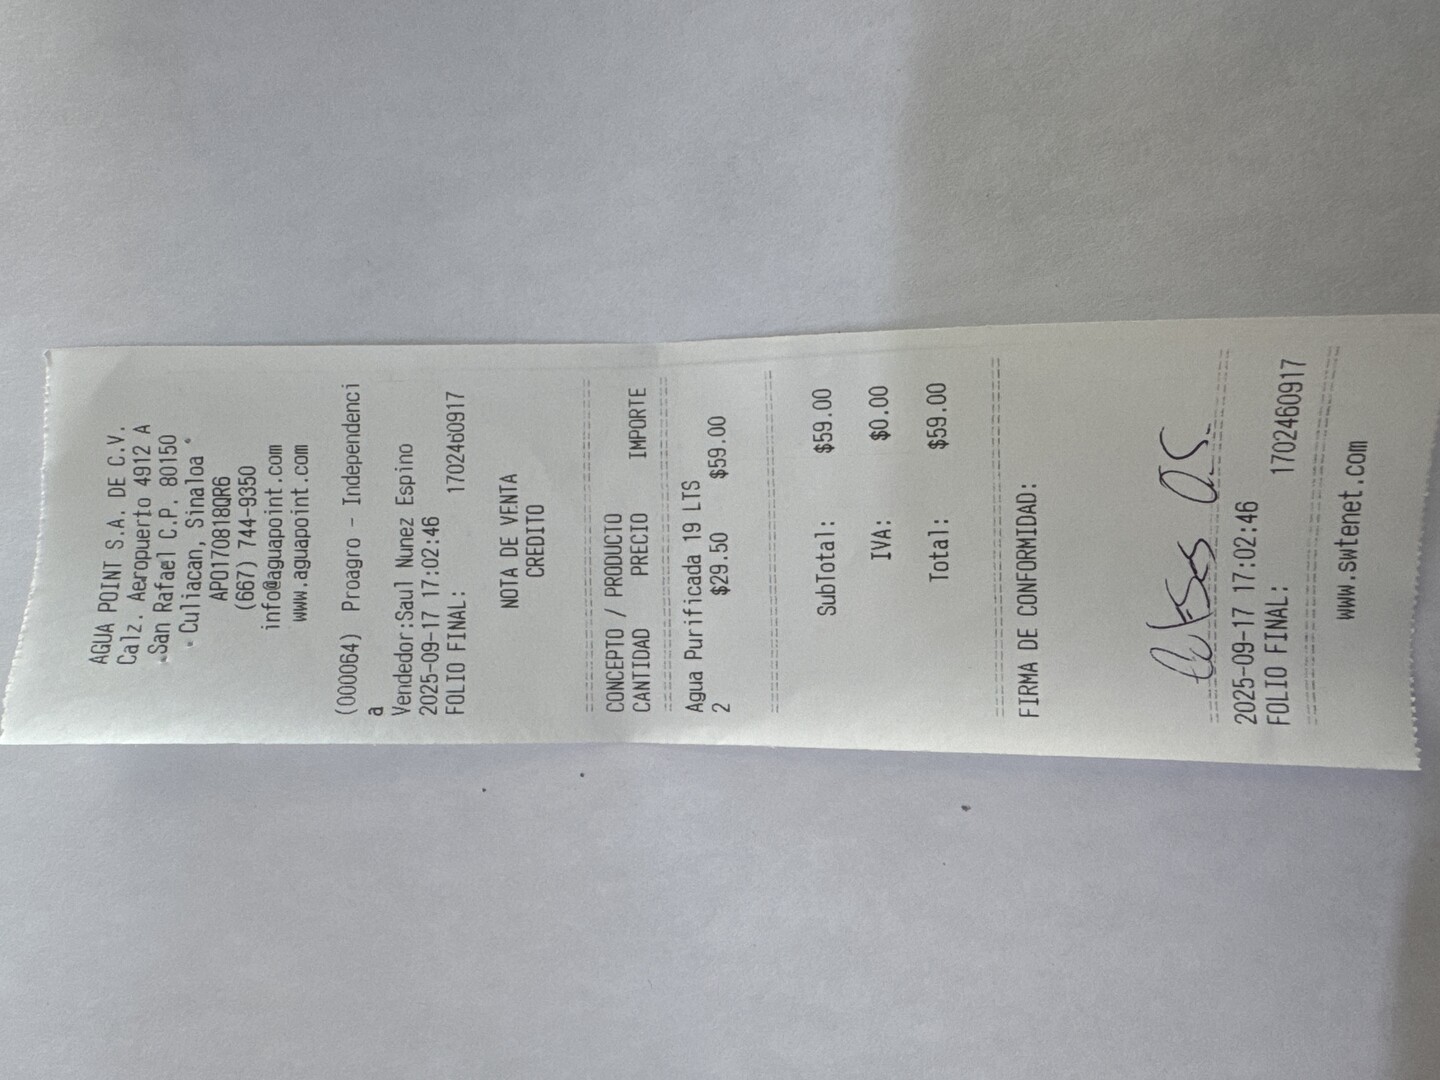 AGUA POINT S.A. DE C.V.
Calz. Aeropuerto 4912 A
San Rafael C.P. 80150
Culiacan, Sinaloa
APO170818QR6
(667) 744-9350
info@aguapoint.com
www.aguapoint.com
(000064) Proagro - Independenci
a
Vendedor:Saul Nunez Espino
2025-09-17 17:02:46
FOLIO FINAL:
1702460917
NOTA DE VENTA
CREDITO
CONCEPTO / PRODUCTO
CANTIDAD PRECIO IMPORTE
Agua Purificada 19 LTS
2 $29.50 $59.00
SubTotal: $59.00
IVA: $0.00
Total: $59.00
FIRMA DE CONFORMIDAD:
2025-09-17 17:02:46
FOLIO FINAL:
1702460917
www.swtenet.com